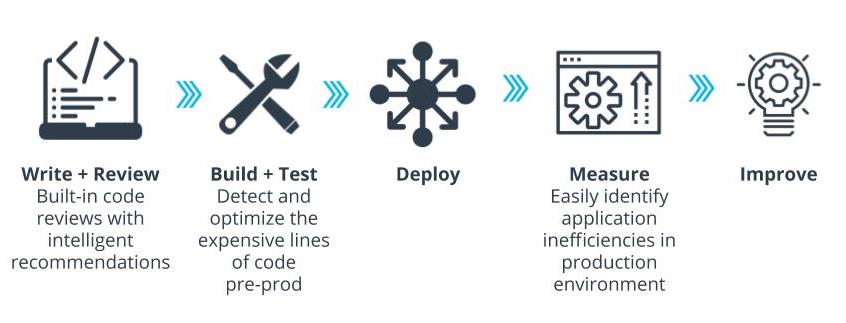 Write + Review
Built-in code
reviews with
intelligent
recommendations
Build + Test
Detect and
optimize the
expensive lines
of code
pre-prod
Deploy
Measure
Easily identify
application
inefficiencies in
production
environment
Improve